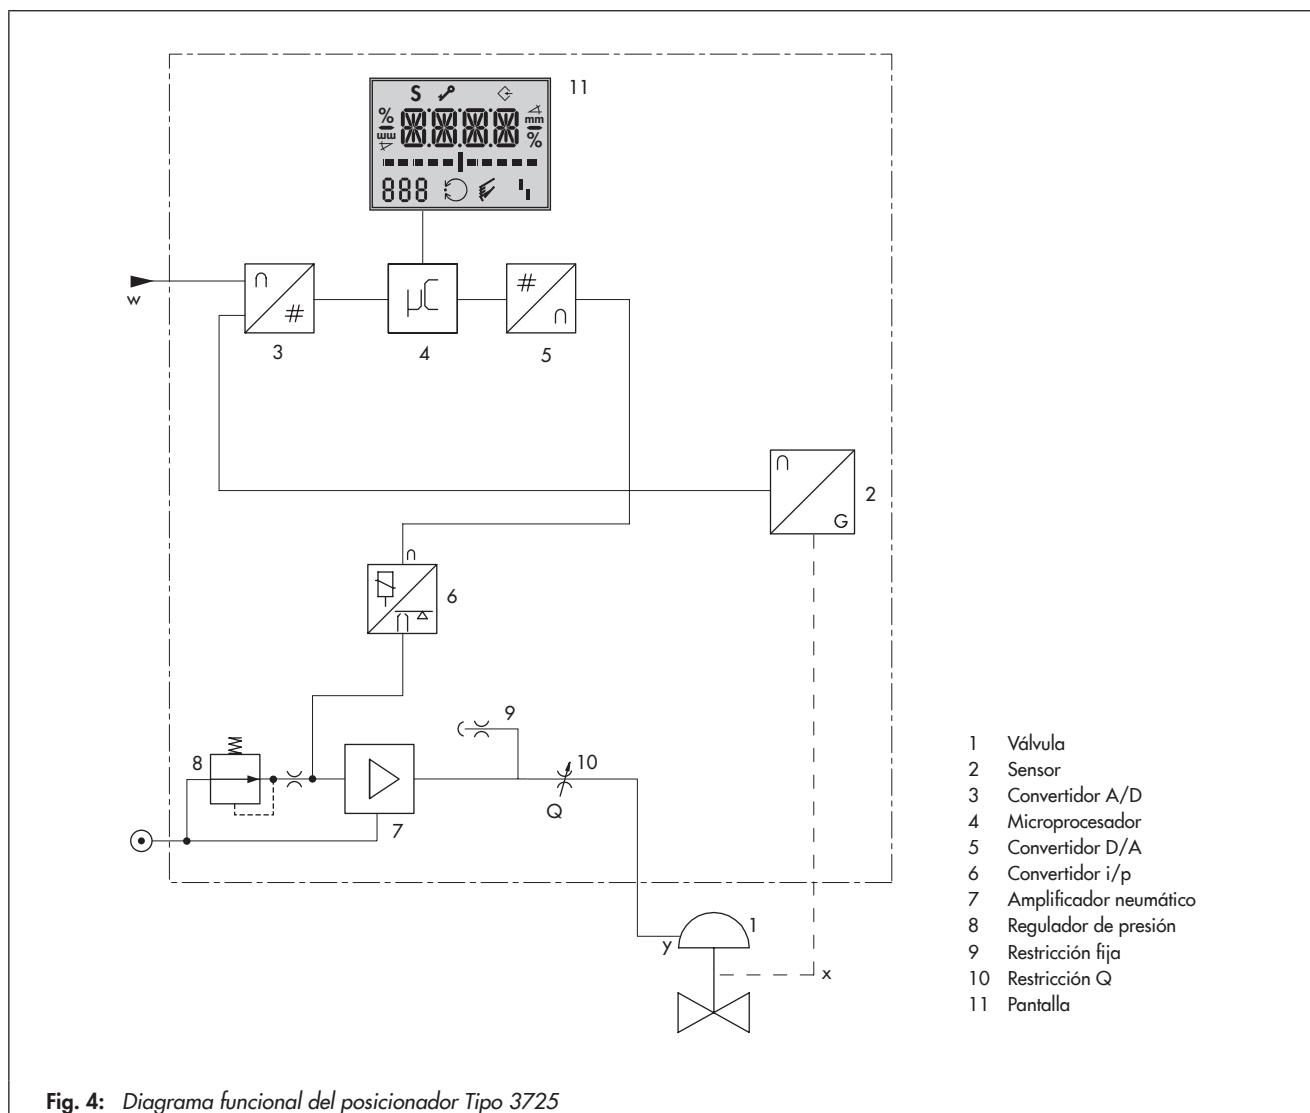 11
S
% mm
mm %
888
w
3
4
µC
5
#
∩
∩
#
∩
G
2
∩
6
9
8
10
Q
7
1
y
x
1 Válvula
2 Sensor
3 Convertidor A/D
4 Microprocesador
5 Convertidor D/A
6 Convertidor i/p
7 Amplificador neumático
8 Regulador de presión
9 Restricción fija
10 Restricción Q
11 Pantalla
Fig. 4: Diagrama funcional del posicionador Tipo 3725